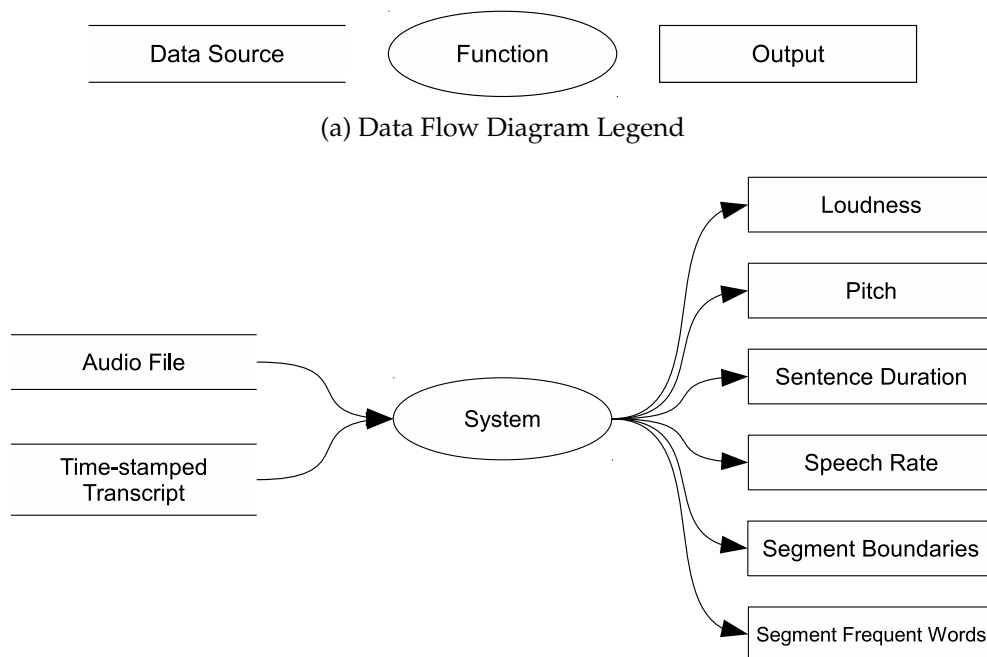 Data Source
Function
Output
(a) Data Flow Diagram Legend
Audio File
Time-stamped
Transcript
System
Loudness
Pitch
Sentence Duration
Speech Rate
Segment Boundaries
Segment Frequent Words